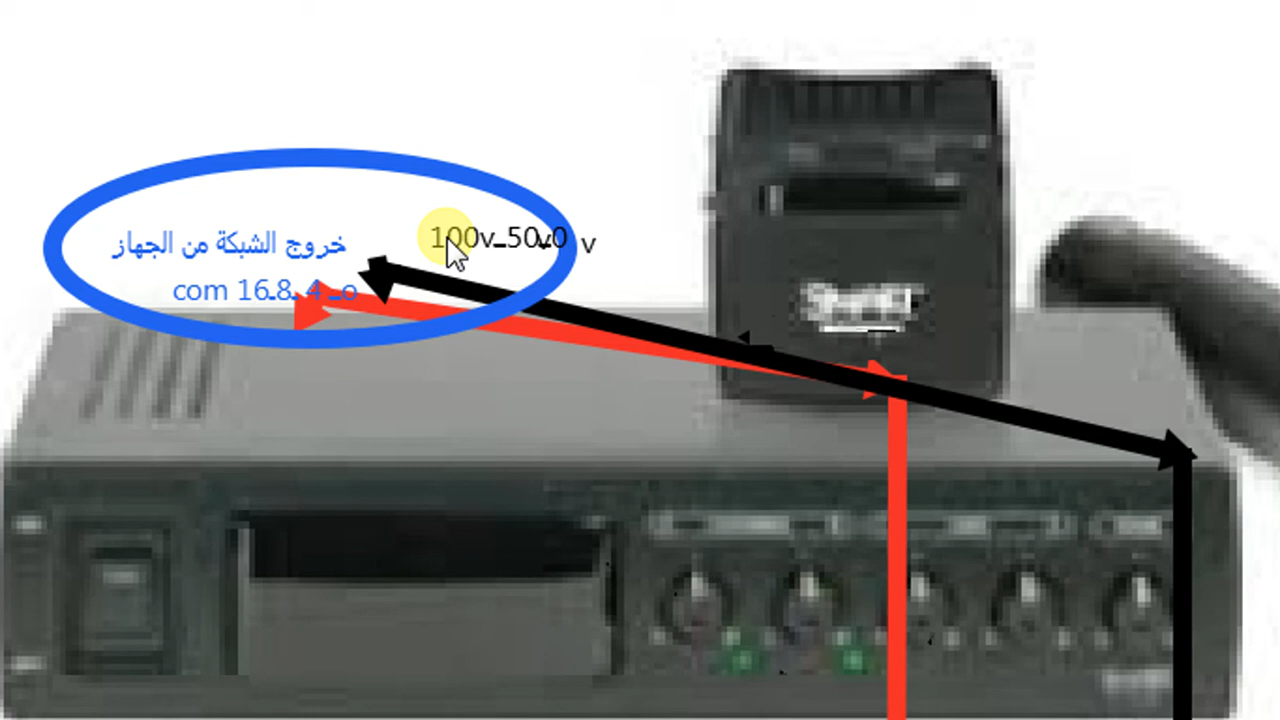 100v_50v0 v
خروج الشبكة من الجهاز
com 16.8. 4_o